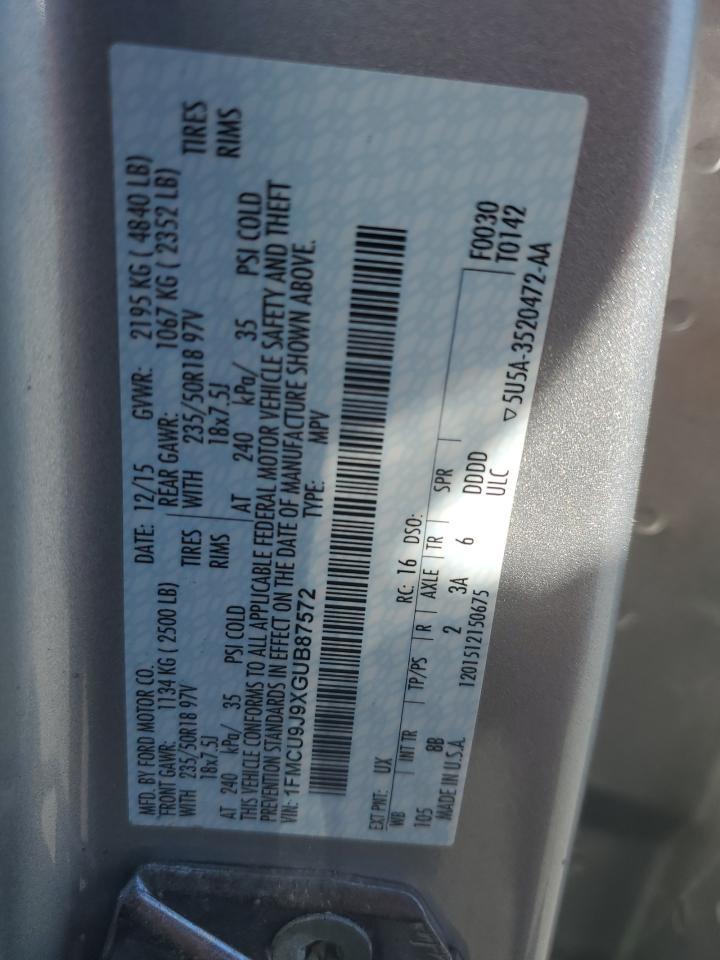 MFD. BY FORD MOTOR CO. DATE: 12/15 GVWR: 2195 KG ( 4840 LB)
FRONT GAWR: 1134 KG ( 2500 LB) REAR GAWR: 1067 KG ( 2352 LB)
WITH 235/50R18 97V TIRES WITH 235/50R18 97V TIRES
18x7.5J RIMS 18x7.5J RIMS
AT 240 kPa/ 35 PSI COLD AT 240 kPa/ 35 PSI COLD
THIS VEHICLE CONFORMS TO ALL APPLICABLE FEDERAL MOTOR VEHICLE SAFETY AND THEFT
PREVENTION STANDARDS IN EFFECT ON THE DATE OF MANUFACTURE SHOWN ABOVE.
VIN: 1FMCU9J9XGUB87572 TYPE: MPV
EXT PNT: UX RC: 16 DSO: F0030
WB INT TR TP/PS R AXLE TR SPR T0142
105 8B 2 3A 6 DDDD
MADE IN U.S.A. 1201512150675 ULC
▽5U5A-3520472-AA